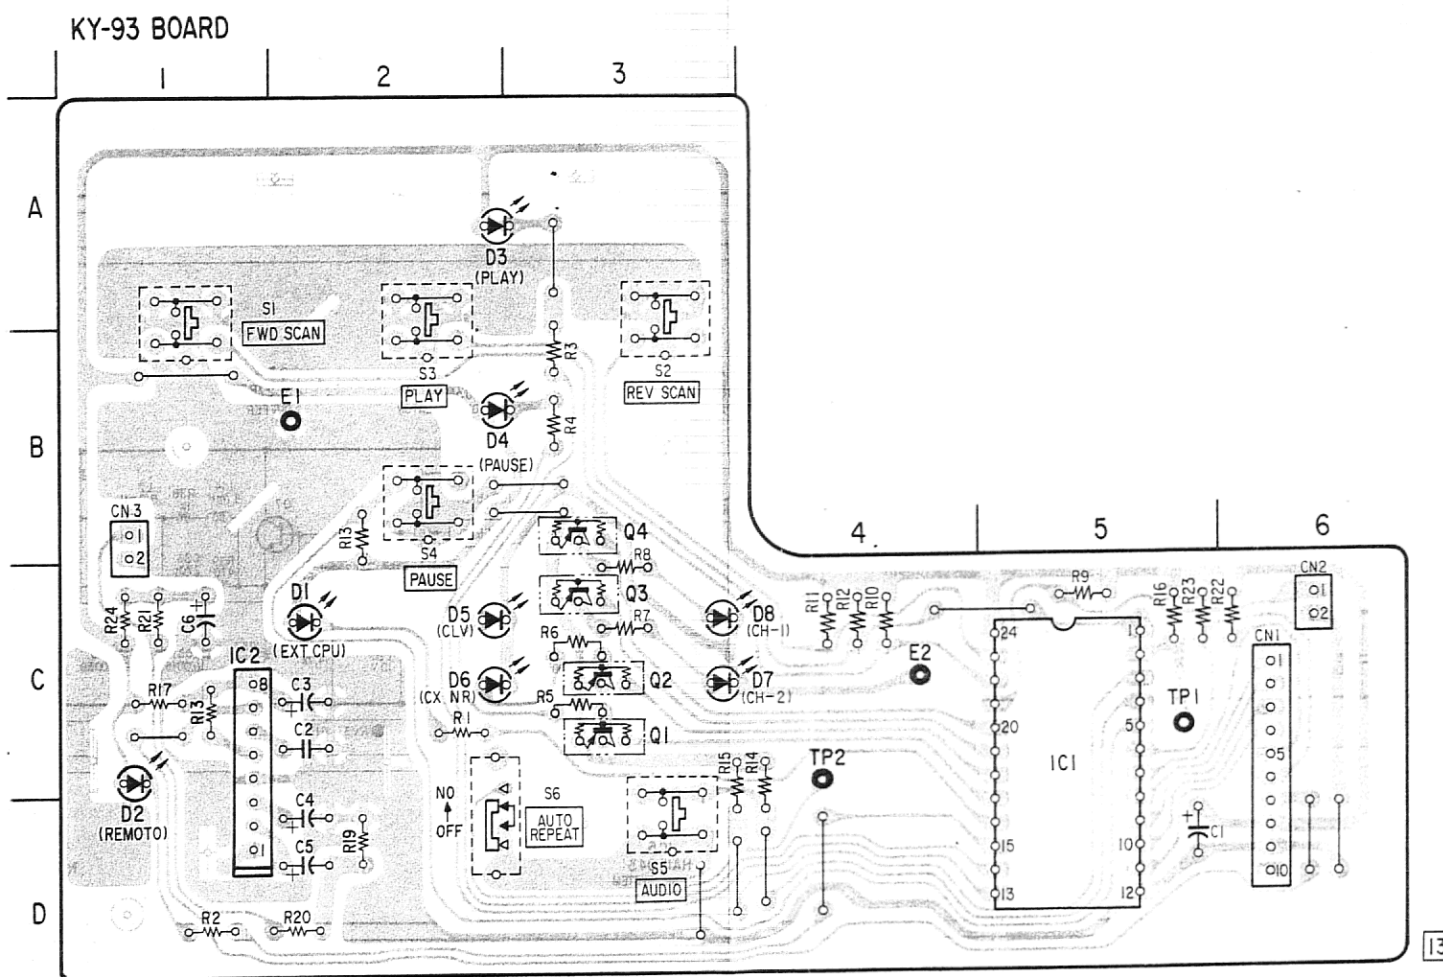 KY-93 BOARD
1 2 3
A
D3
(PLAY)
S1
FWD SCAN
R3
S3
PLAY
S2
REV SCAN
E1
B
D4
(PAUSE)
R4
CN3
1
2
R13
S4
PAUSE
Q4
R8
4 5 6
C
R24
R21
C6
D1
(EXT.CPU)
D5
(CLV)
Q3
R7
R6
D8
(CH-1)
R11
R12
R10
R9
R16
R23
R22
CN2
1
2
IC2
8
1
R17
R13
C3
C2
D6
(CX NR)
R1
R5
Q2
Q1
D7
(CH-2)
E2
24
20
15
13
1
5
10
12
IC1
TP1
CN1
1
5
10
D2
(REMOTO)
C4
C5
R19
NO
OFF
S6
AUTO
REPEAT
R15
R14
TP2
C1
S5
AUDIO
D
R2
R20
13